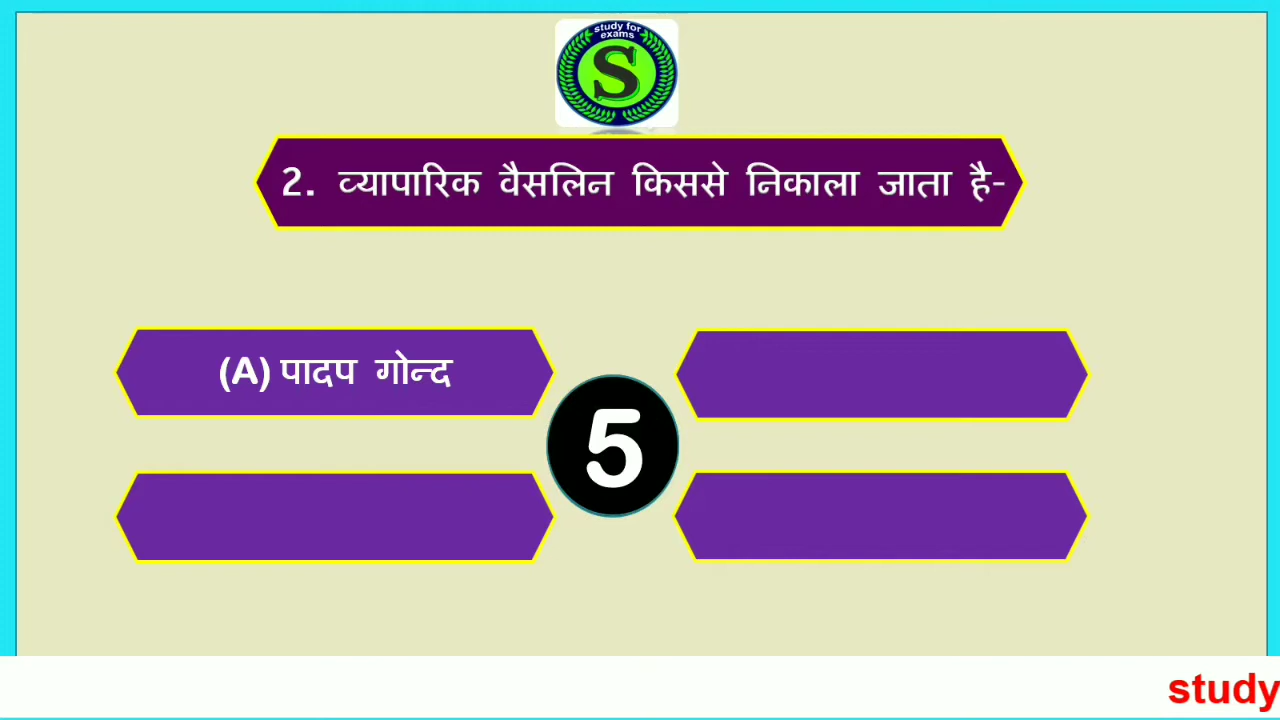 study for
exams
S
2. व्यापारिक वैसलिन किससे निकाला जाता है-
(A) पादप गोन्द
5
study